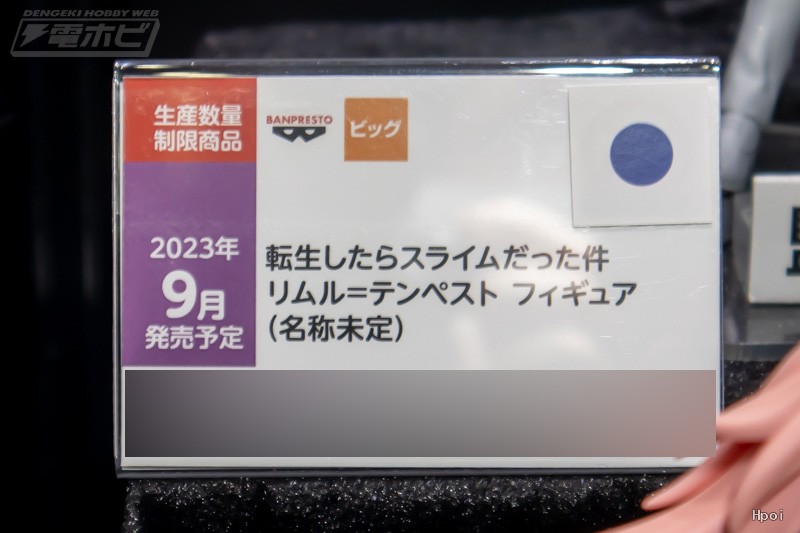 DENGEKI HOBBY WEB
電ホビ
生産数量
制限商品
BANPRESTO
ビッグ
2023年
9月
発売予定
転生したらスライムだった件
リムル=テンペスト フィギュア
(名称未定)
Hpoi